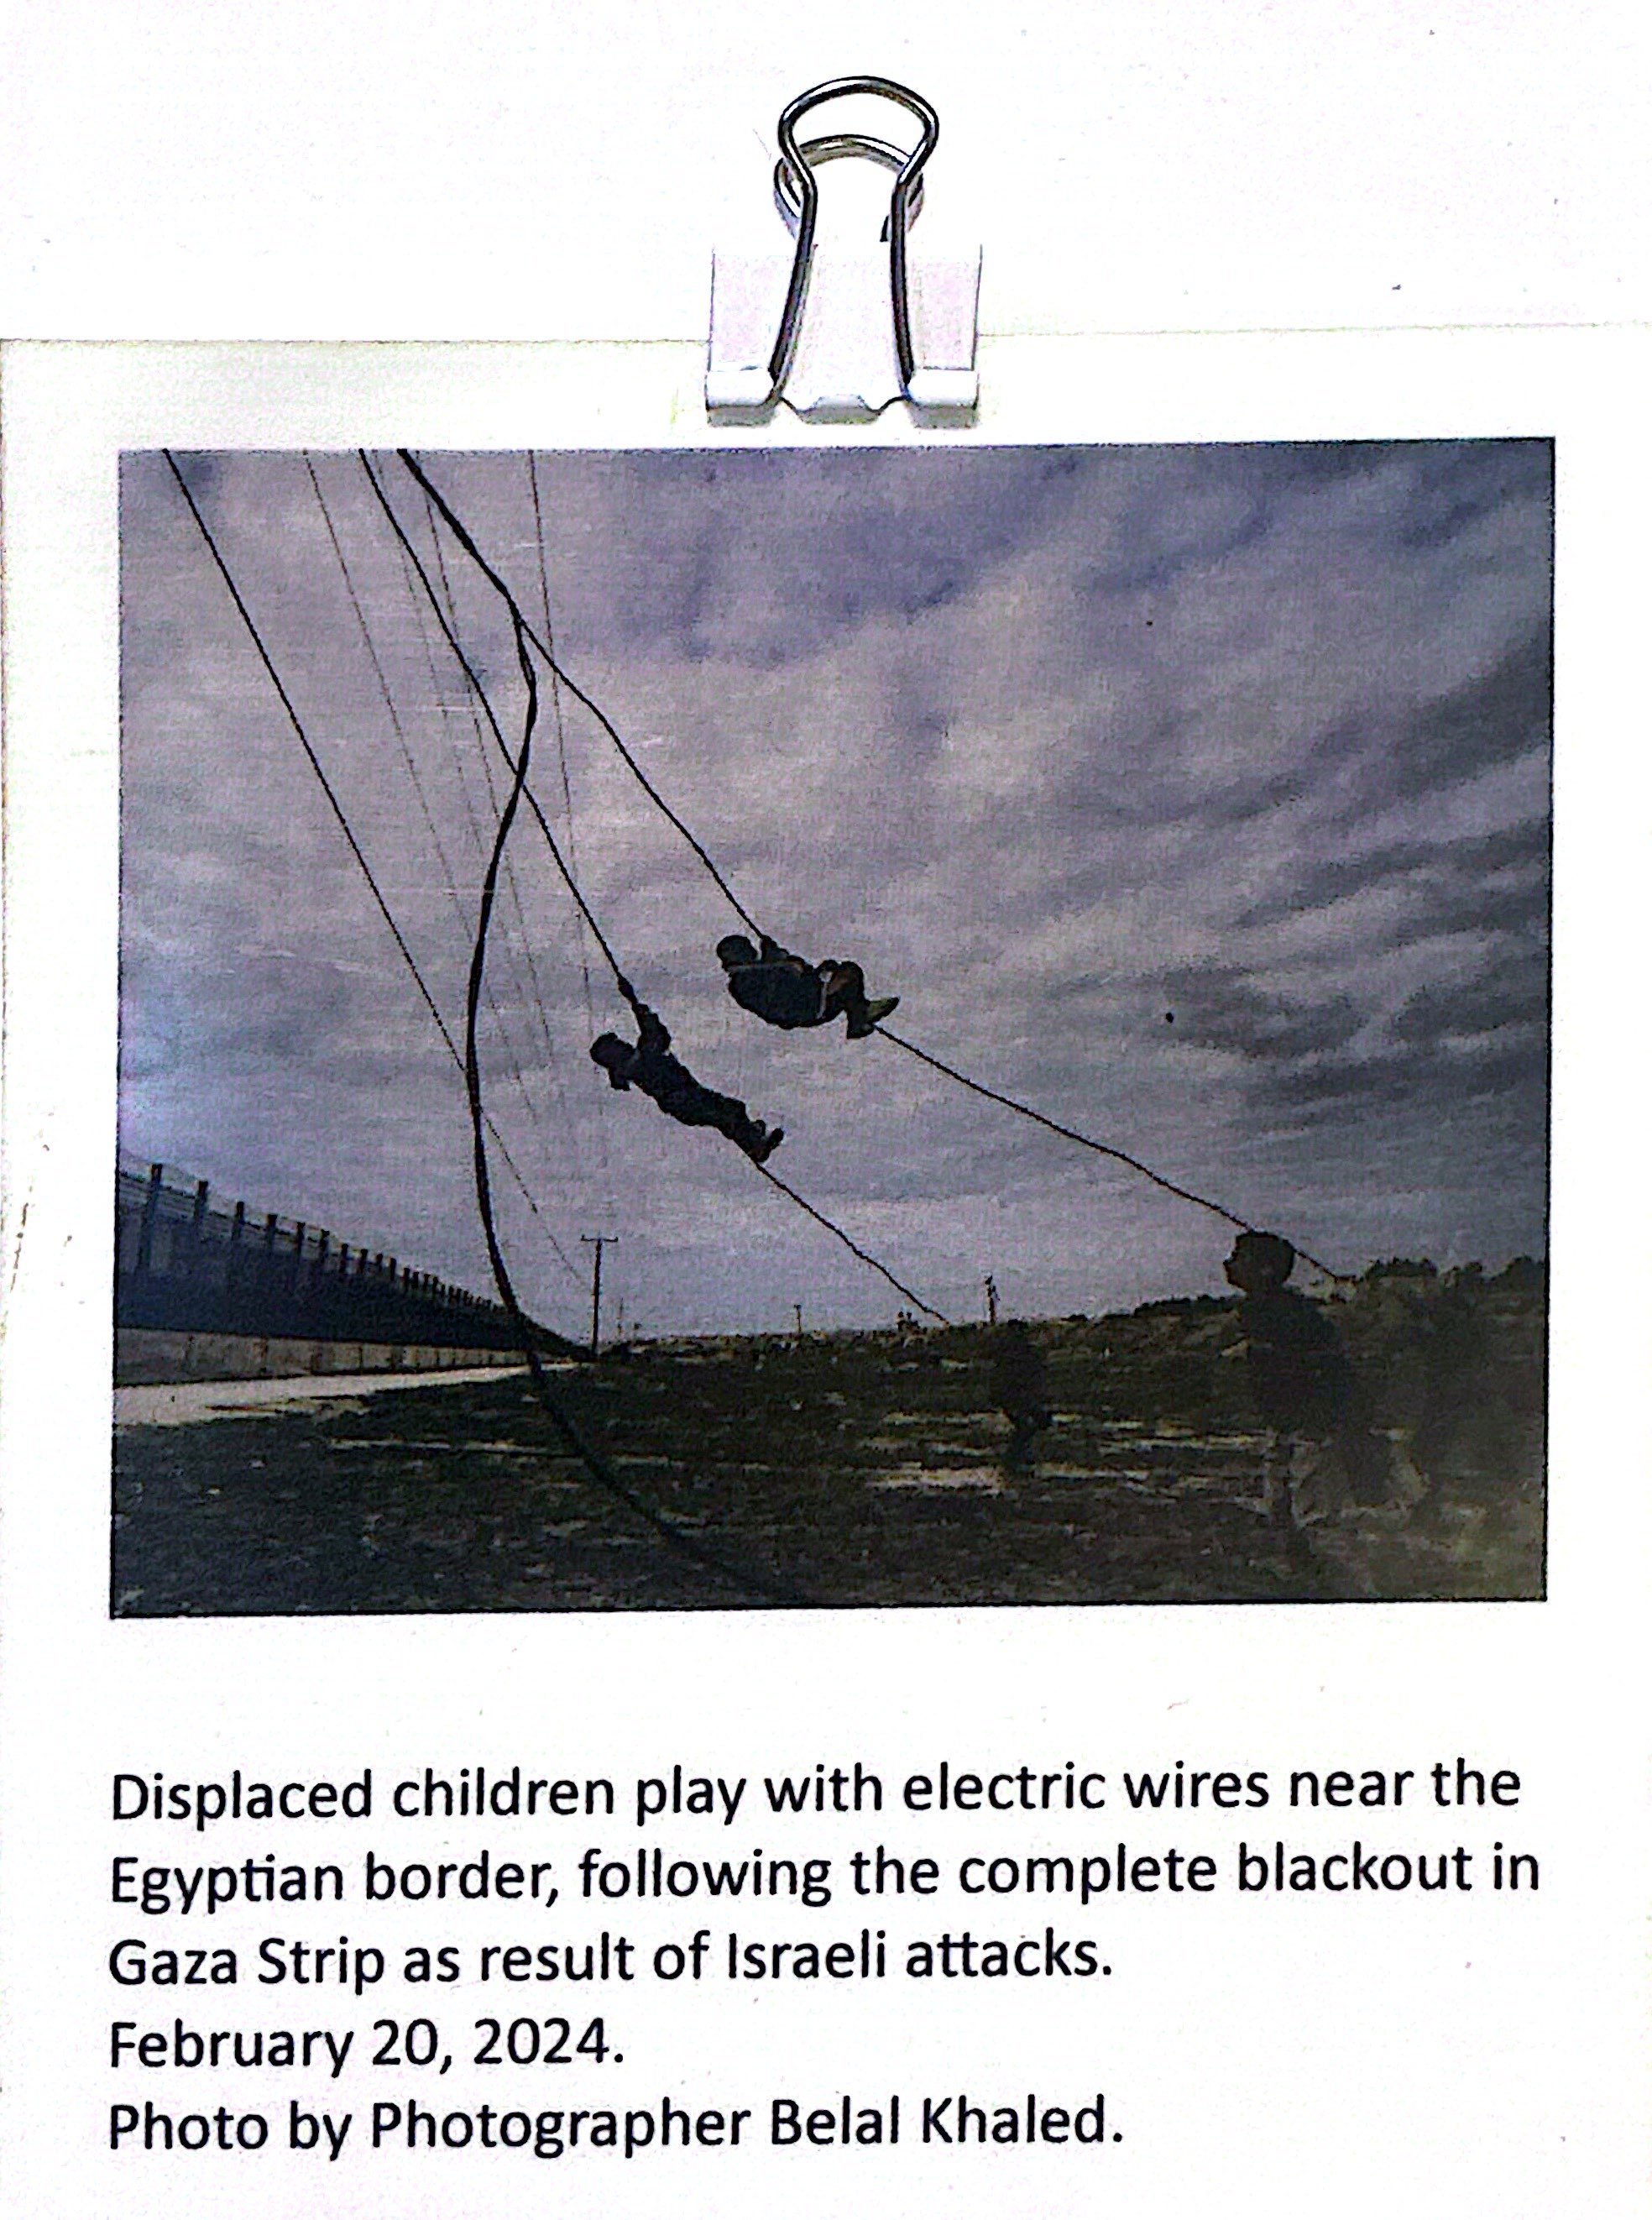 Displaced children play with electric wires near the
Egyptian border, following the complete blackout in
Gaza Strip as result of Israeli attacks.
February 20, 2024.
Photo by Photographer Belal Khaled.